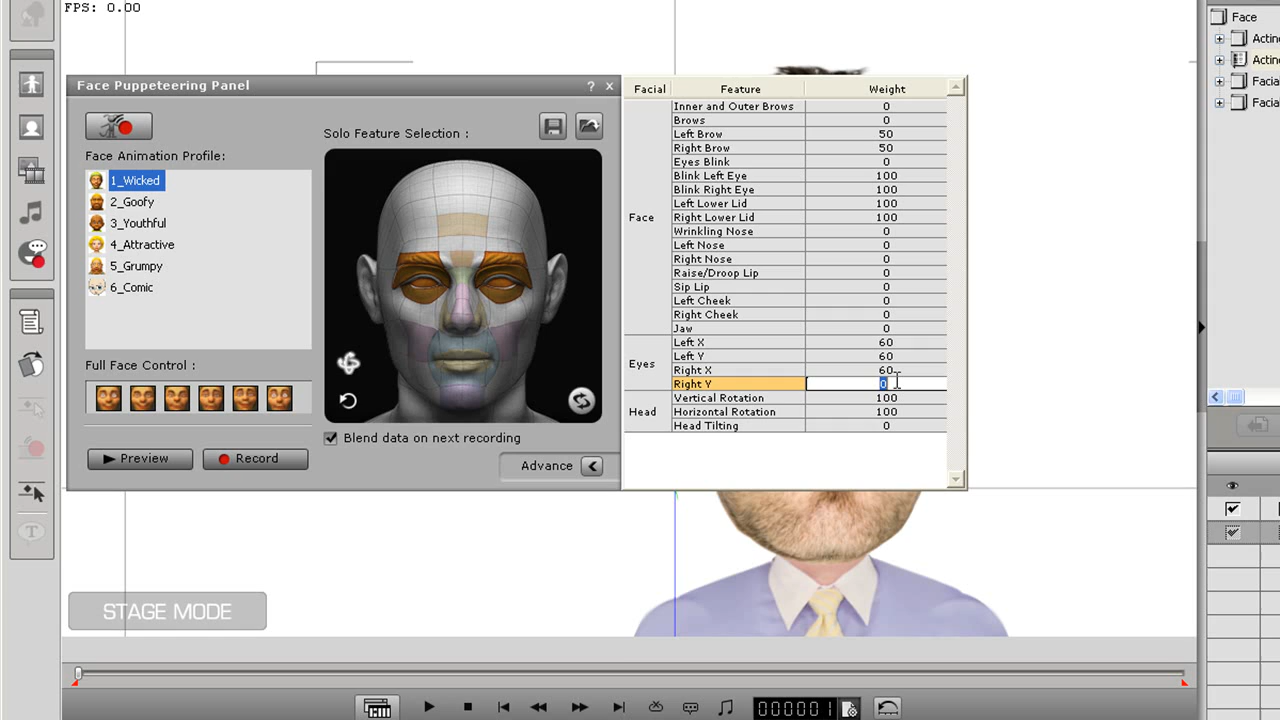 FPS: 0.00
Face Puppeteering Panel
? x
Face Animation Profile:
1_Wicked
2_Goofy
3_Youthful
4_Attractive
5_Grumpy
6_Comic
Full Face Control :
Preview
Record
Solo Feature Selection :
Blend data on next recording
Advance
Facial Feature Weight
Face
Inner and Outer Brows 0
Brows 0
Left Brow 50
Right Brow 50
Eyes Blink 0
Blink Left Eye 100
Blink Right Eye 100
Left Lower Lid 100
Right Lower Lid 100
Wrinkling Nose 0
Left Nose 0
Right Nose 0
Raise/Droop Lip 0
Sip Lip 0
Left Cheek 0
Right Cheek 0
Jaw 0
Eyes
Left X 60
Left Y 60
Right X 60
Right Y 0
Head
Vertical Rotation 100
Horizontal Rotation 100
Head Tilting 0
Face
STAGE MODE
000001